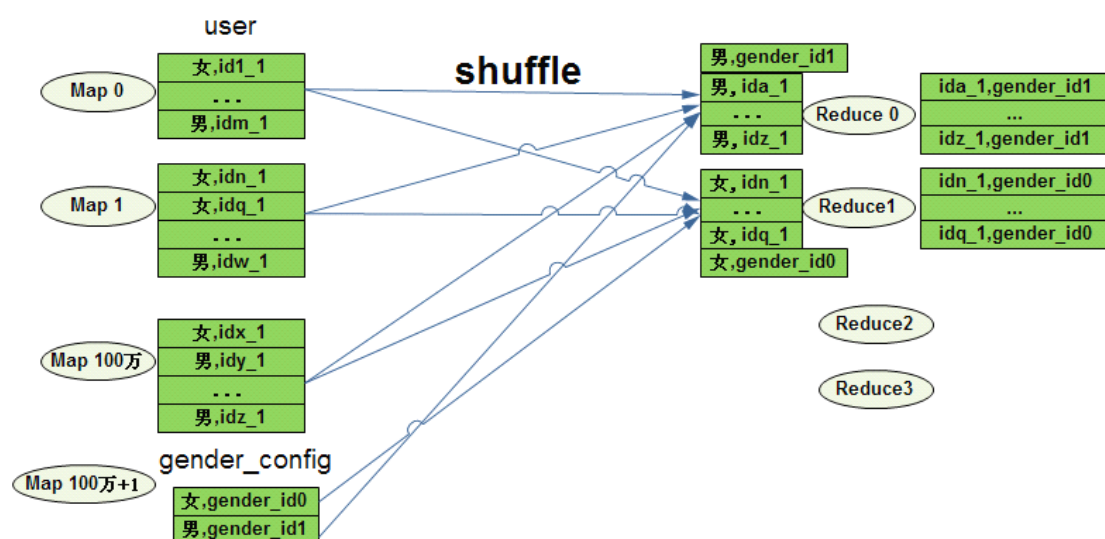 user
Map 0
女,id1_1
...
男,idm_1
Map 1
女,idn_1
女,idq_1
...
男,idw_1
Map 100万
女,idx_1
男,idy_1
...
男,idz_1
gender_config
Map 100万+1
女,gender_id0
男,gender_id1
shuffle
男,gender_id1
男, ida_1
...
男, idz_1
Reduce 0
ida_1,gender_id1
...
idz_1,gender_id1
女, idn_1
...
女, idq_1
女,gender_id0
Reduce1
idn_1,gender_id0
...
idq_1,gender_id0
Reduce2
Reduce3